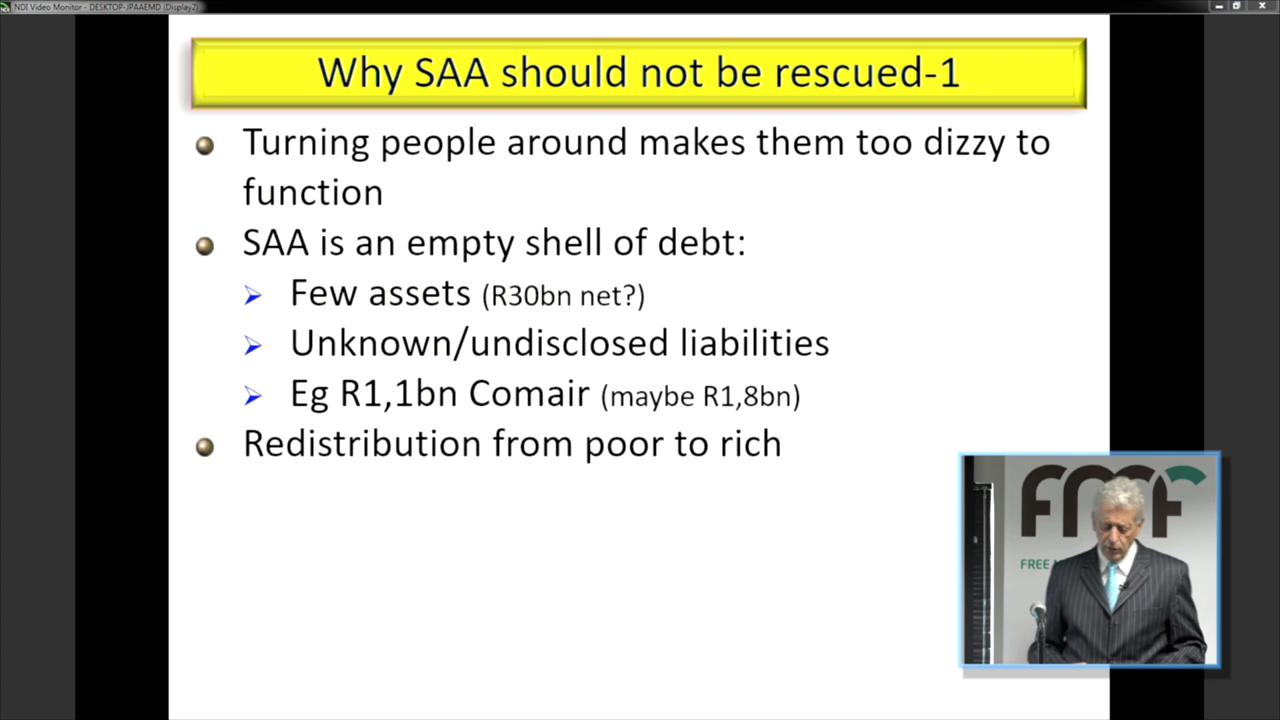 NDI Video Monitor - DESKTOP-JPAAEMD (Display2)
Why SAA should not be rescued-1
Turning people around makes them too dizzy to
function
SAA is an empty shell of debt:
Few assets (R30bn net?)
Unknown/undisclosed liabilities
Eg R1,1bn Comair (maybe R1,8bn)
Redistribution from poor to rich
FMF
FREE